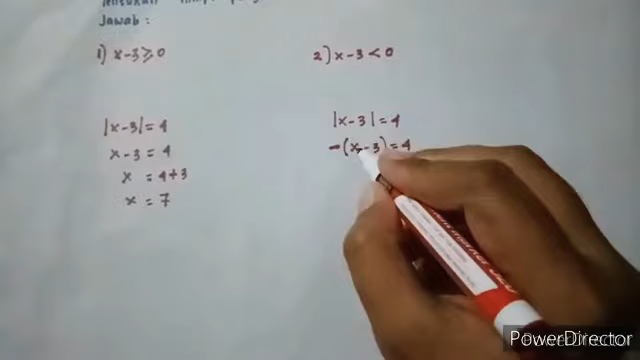 Jawab :
1) x-3 ≥ 0
|x-3| = 4
x-3 = 4
x = 4+3
x = 7
2) x-3 < 0
|x-3| = 4
-(x-3) = 4
PowerDirector